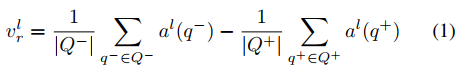 v_r^l = \frac{1}{|Q^-|} \sum_{q^- \in Q^-} a^l(q^-) - \frac{1}{|Q^+|} \sum_{q^+ \in Q^+} a^l(q^+) (1)